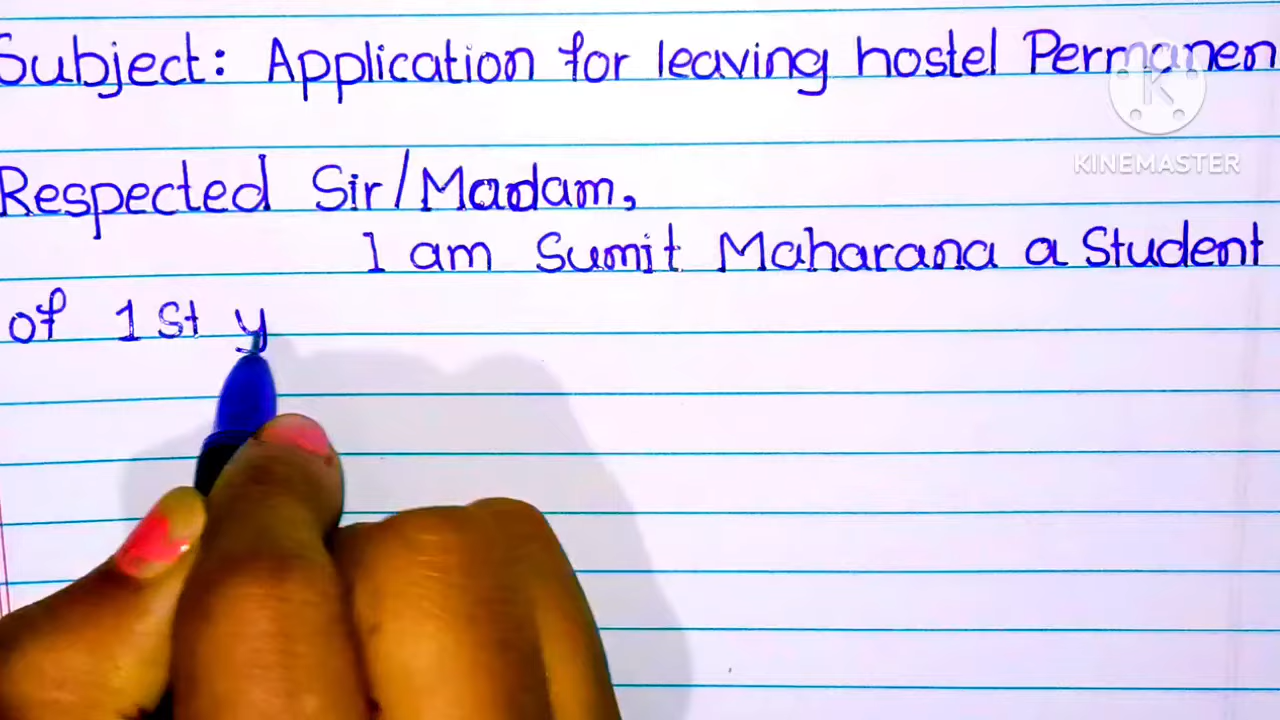 Subject: Application for leaving hostel Permanen
Respected Sir/Madam,
I am Sumit Maharana a Student
of 1st y
KINEMASTER